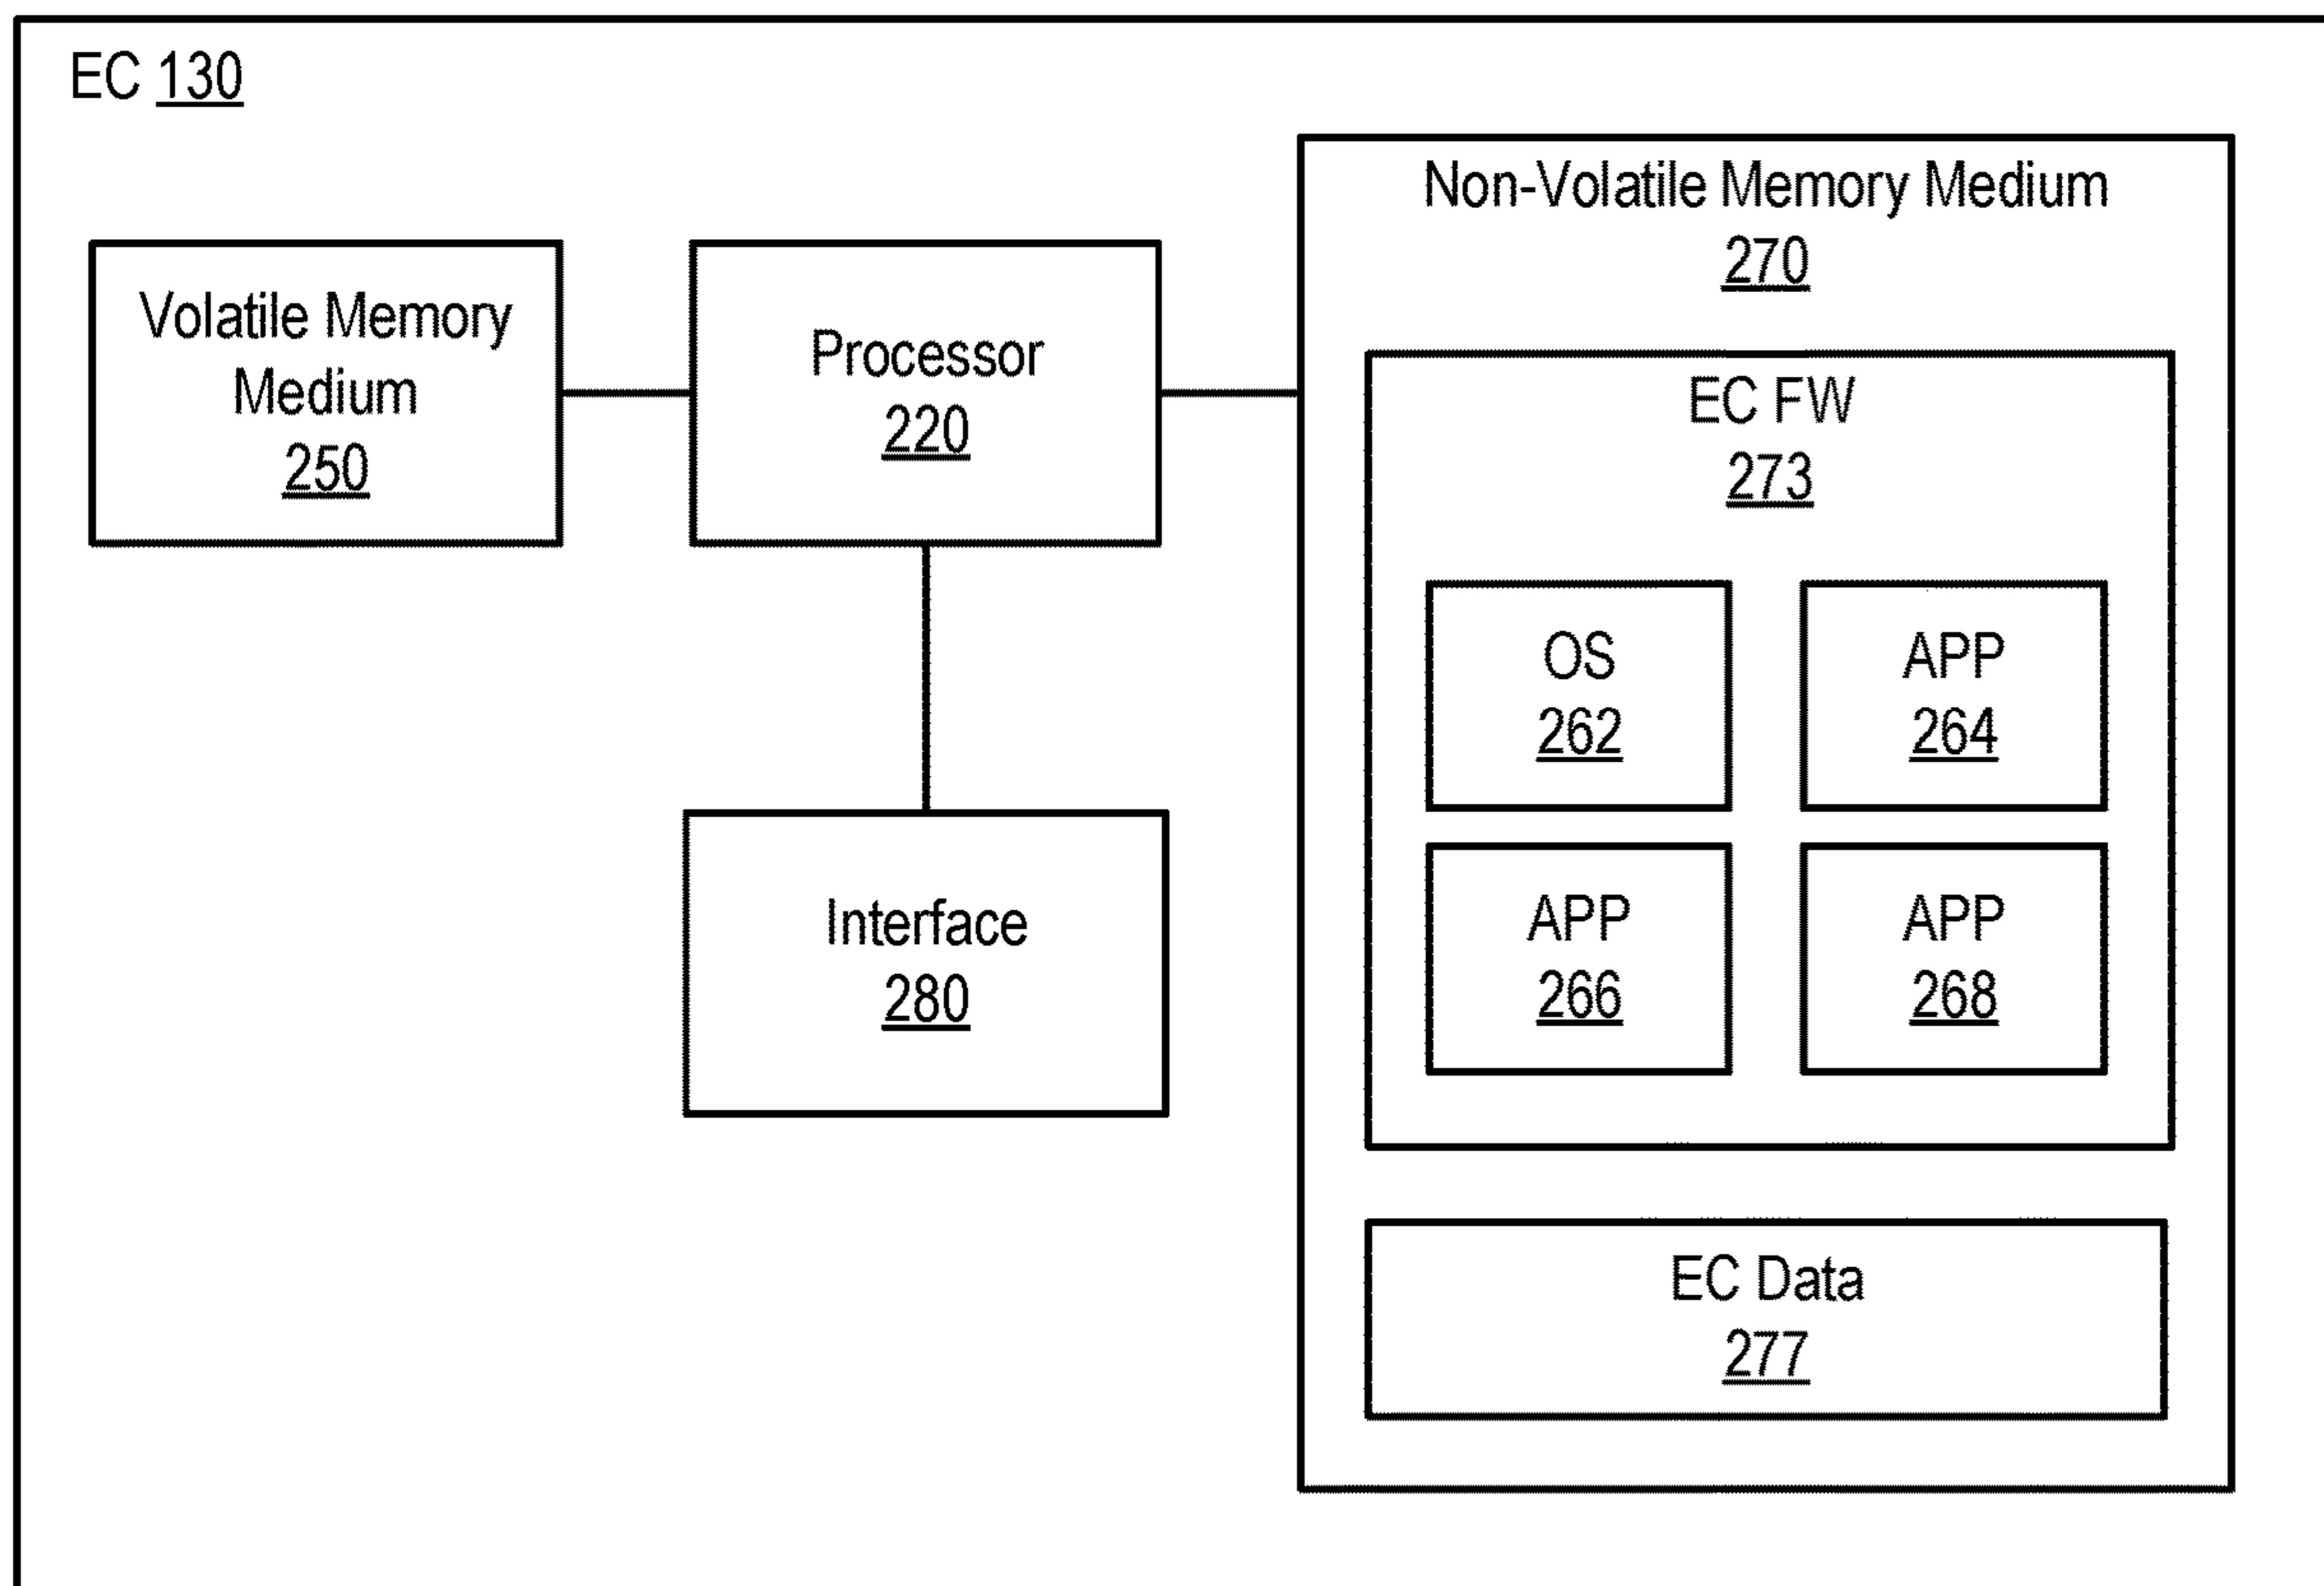 EC 130
Volatile Memory
Medium
250
Processor
220
Interface
280
Non-Volatile Memory Medium
270
EC FW
273
OS
262
APP
264
APP
266
APP
268
EC Data
277